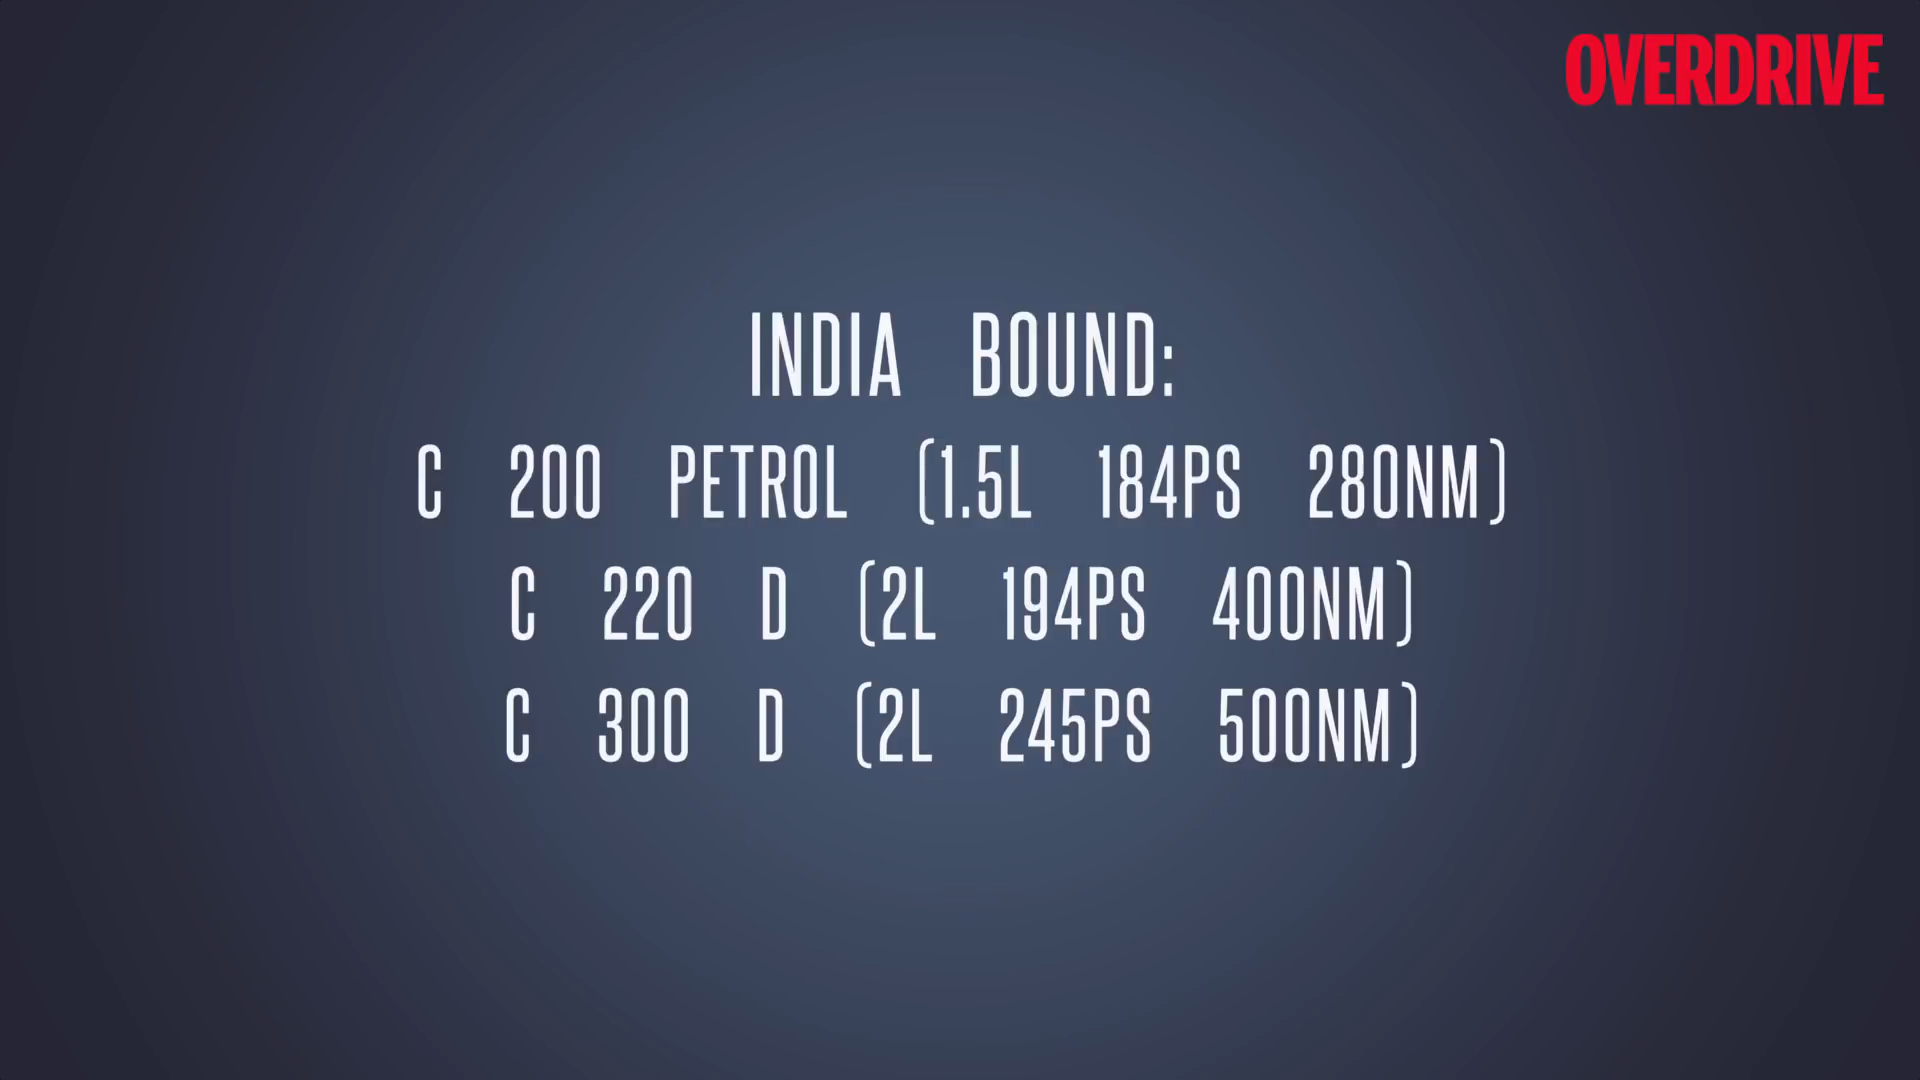 OVERDRIVE
INDIA BOUND:
C 200 PETROL (1.5L 184PS 280NM)
C 220 D (2L 194PS 400NM)
C 300 D (2L 245PS 500NM)